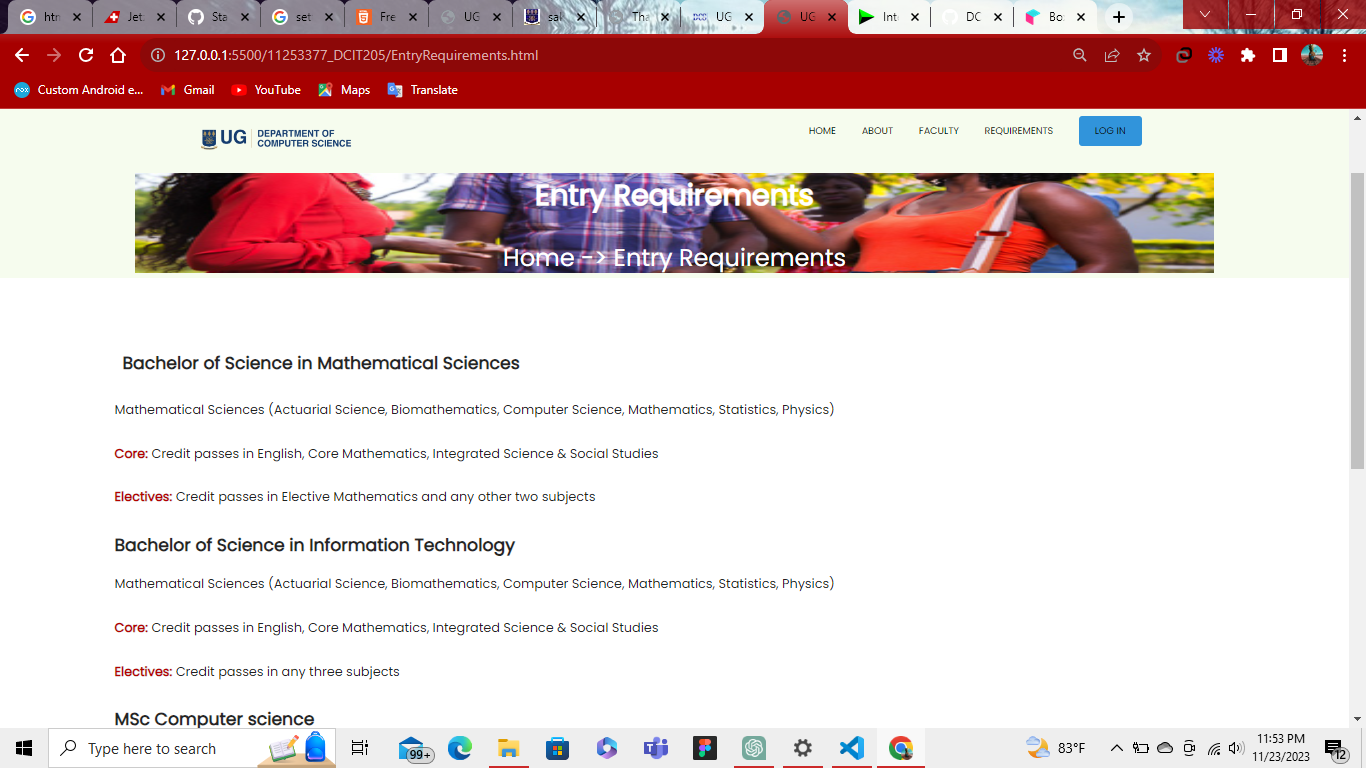 htm
Jet
Sta
set
Fre
UG
sak
Tha
UG
UG
Int
DC
Bo
127.0.0.1:5500/11253377_DCIT205/EntryRequirements.html
Custom Android e... Gmail YouTube Maps Translate
UG DEPARTMENT OF
COMPUTER SCIENCE
HOME ABOUT FACULTY REQUIREMENTS LOG IN
Entry Requirements
Home -> Entry Requirements
Bachelor of Science in Mathematical Sciences
Mathematical Sciences (Actuarial Science, Biomathematics, Computer Science, Mathematics, Statistics, Physics)
Core: Credit passes in English, Core Mathematics, Integrated Science & Social Studies
Electives: Credit passes in Elective Mathematics and any other two subjects
Bachelor of Science in Information Technology
Mathematical Sciences (Actuarial Science, Biomathematics, Computer Science, Mathematics, Statistics, Physics)
Core: Credit passes in English, Core Mathematics, Integrated Science & Social Studies
Electives: Credit passes in any three subjects
MSc Computer science
Type here to search
99+
83°F
11:53 PM
11/23/2023
12